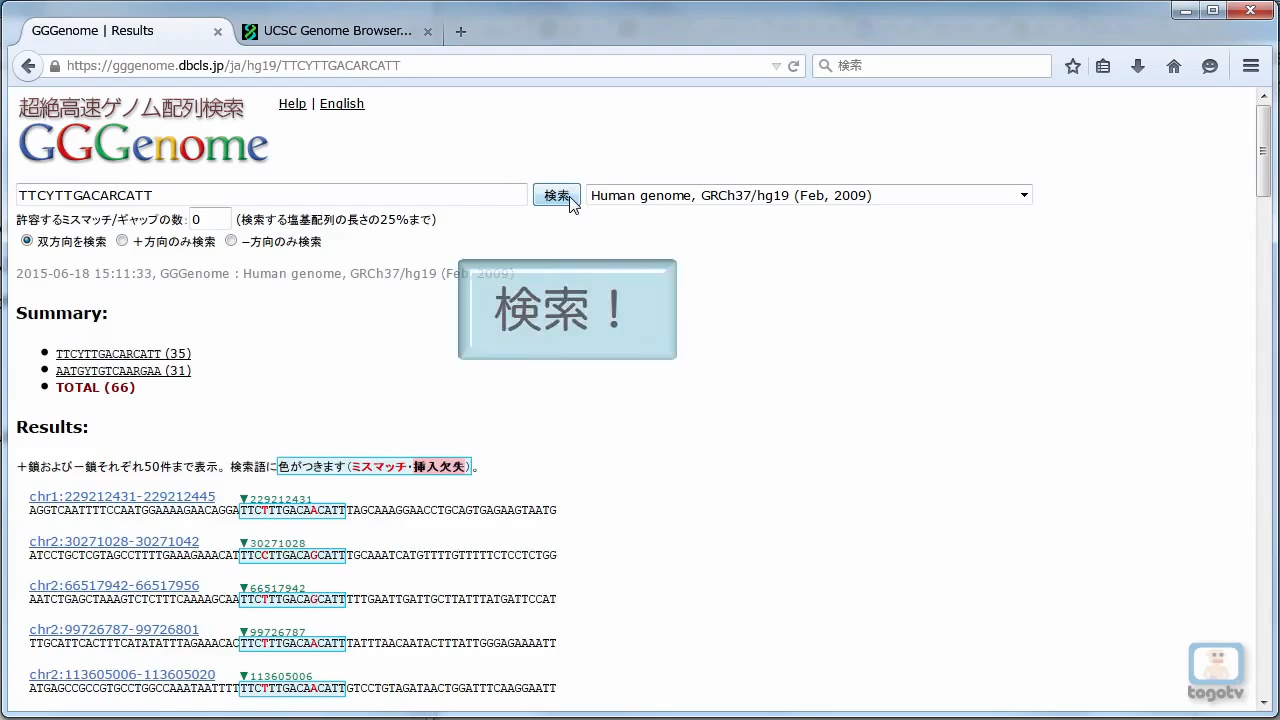 GGGenome | Results
UCSC Genome Browser...
https://gggenome.dbcls.jp/ja/hg19/TTCYTTGACARCATT
検索
超絶高速ゲノム配列検索
Help | English
GGGenome
TTCYTTGACARCATT
検索
Human genome, GRCh37/hg19 (Feb, 2009)
許容するミスマッチ/ギャップの数: 0 (検索する塩基配列の長さの25%まで)
双方向を検索 +方向のみ検索 −方向のみ検索
2015-06-18 15:11:33, GGGenome : Human genome, GRCh37/hg19 (Feb, 2009)
検索!
Summary:
TTCYTTGACARCATT (35)
AATGYTGTCAARGAA (31)
TOTAL (66)
Results:
+鎖および−鎖それぞれ50件まで表示。検索語に色がつきます(ミスマッチ・挿入欠失)。
chr1:229212431-229212445
▼229212431
AGGTCAATTTTCCAATGGAAAAGAACAGGATTCTTTGACAACATTTAGCAAAGGAACCTGCAGTGAGAAGTAATG
chr2:30271028-30271042
▼30271028
ATCCTGCTCGTAGCCTTTTGAAAGAAACATTTCCTTGACAGCATTTGCAAATCATGTTTTGTTTTTCTCCTCTGG
chr2:66517942-66517956
▼66517942
AATCTGAGCTAAAGTCTCTTTCAAAAGCAATTCTTTGACAGCATTTTTGAATTGATTGCTTATTTATGATTCCAT
chr2:99726787-99726801
▼99726787
TTGCATTCACTTTCATATATTTAGAAACACTTCTTTGACAACATTTATTTAACAATACTTTATTGGGAGAAAATT
chr2:113605006-113605020
▼113605006
ATGAGCCGCCGTGCCTGGCCAAATAATTTTTTCTTTGACAACATTGTCCTGTAGATAACTGGATTTCAAGGAATT
togotv